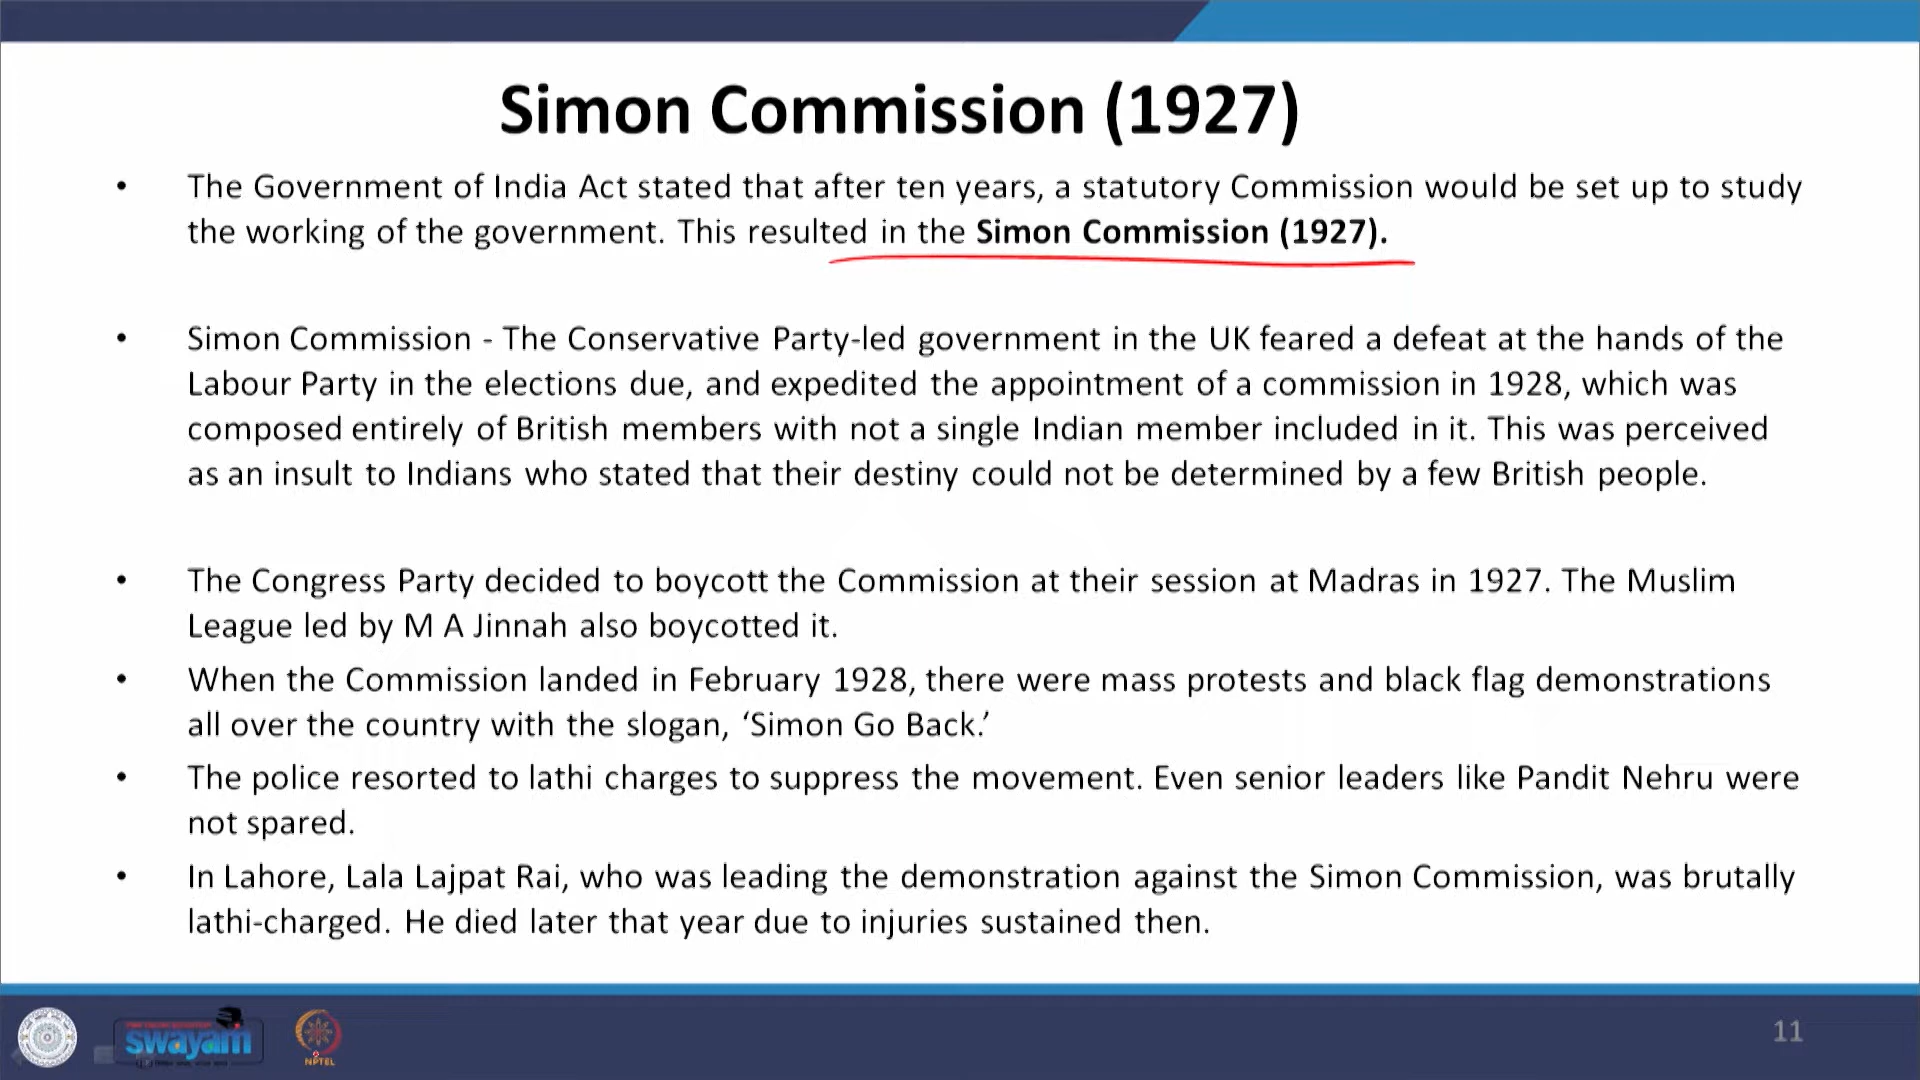 Simon Commission (1927)
• The Government of India Act stated that after ten years, a statutory Commission would be set up to study
the working of the government. This resulted in the Simon Commission (1927).
• Simon Commission - The Conservative Party-led government in the UK feared a defeat at the hands of the
Labour Party in the elections due, and expedited the appointment of a commission in 1928, which was
composed entirely of British members with not a single Indian member included in it. This was perceived
as an insult to Indians who stated that their destiny could not be determined by a few British people.
• The Congress Party decided to boycott the Commission at their session at Madras in 1927. The Muslim
League led by M A Jinnah also boycotted it.
• When the Commission landed in February 1928, there were mass protests and black flag demonstrations
all over the country with the slogan, ‘Simon Go Back.’
• The police resorted to lathi charges to suppress the movement. Even senior leaders like Pandit Nehru were
not spared.
• In Lahore, Lala Lajpat Rai, who was leading the demonstration against the Simon Commission, was brutally
lathi-charged. He died later that year due to injuries sustained then.
swayam
NPTEL
11